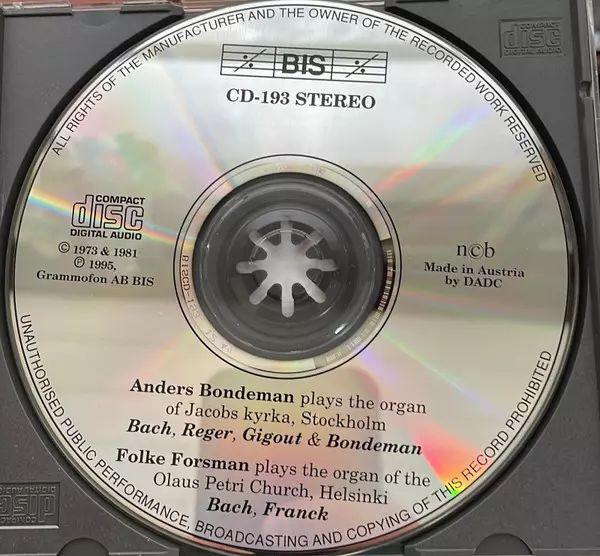 ALL RIGHTS OF THE MANUFACTURER AND THE OWNER OF THE RECORDED WORK RESERVED
BIS
CD-193 STEREO
COMPACT
disc
DIGITAL AUDIO
COMPACT
disc
DIGITAL AUDIO
© 1973 & 1981
℗ 1995,
Grammofon AB BIS
ncb
Made in Austria
by DADC
Anders Bondeman plays the organ
of Jacobs kyrka, Stockholm
Bach, Reger, Gigout & Bondeman
Folke Forsman plays the organ of the
Olaus Petri Church, Helsinki
Bach, Franck
UNAUTHORISED PUBLIC PERFORMANCE, BROADCASTING AND COPYING OF THIS RECORD PROHIBITED
disc